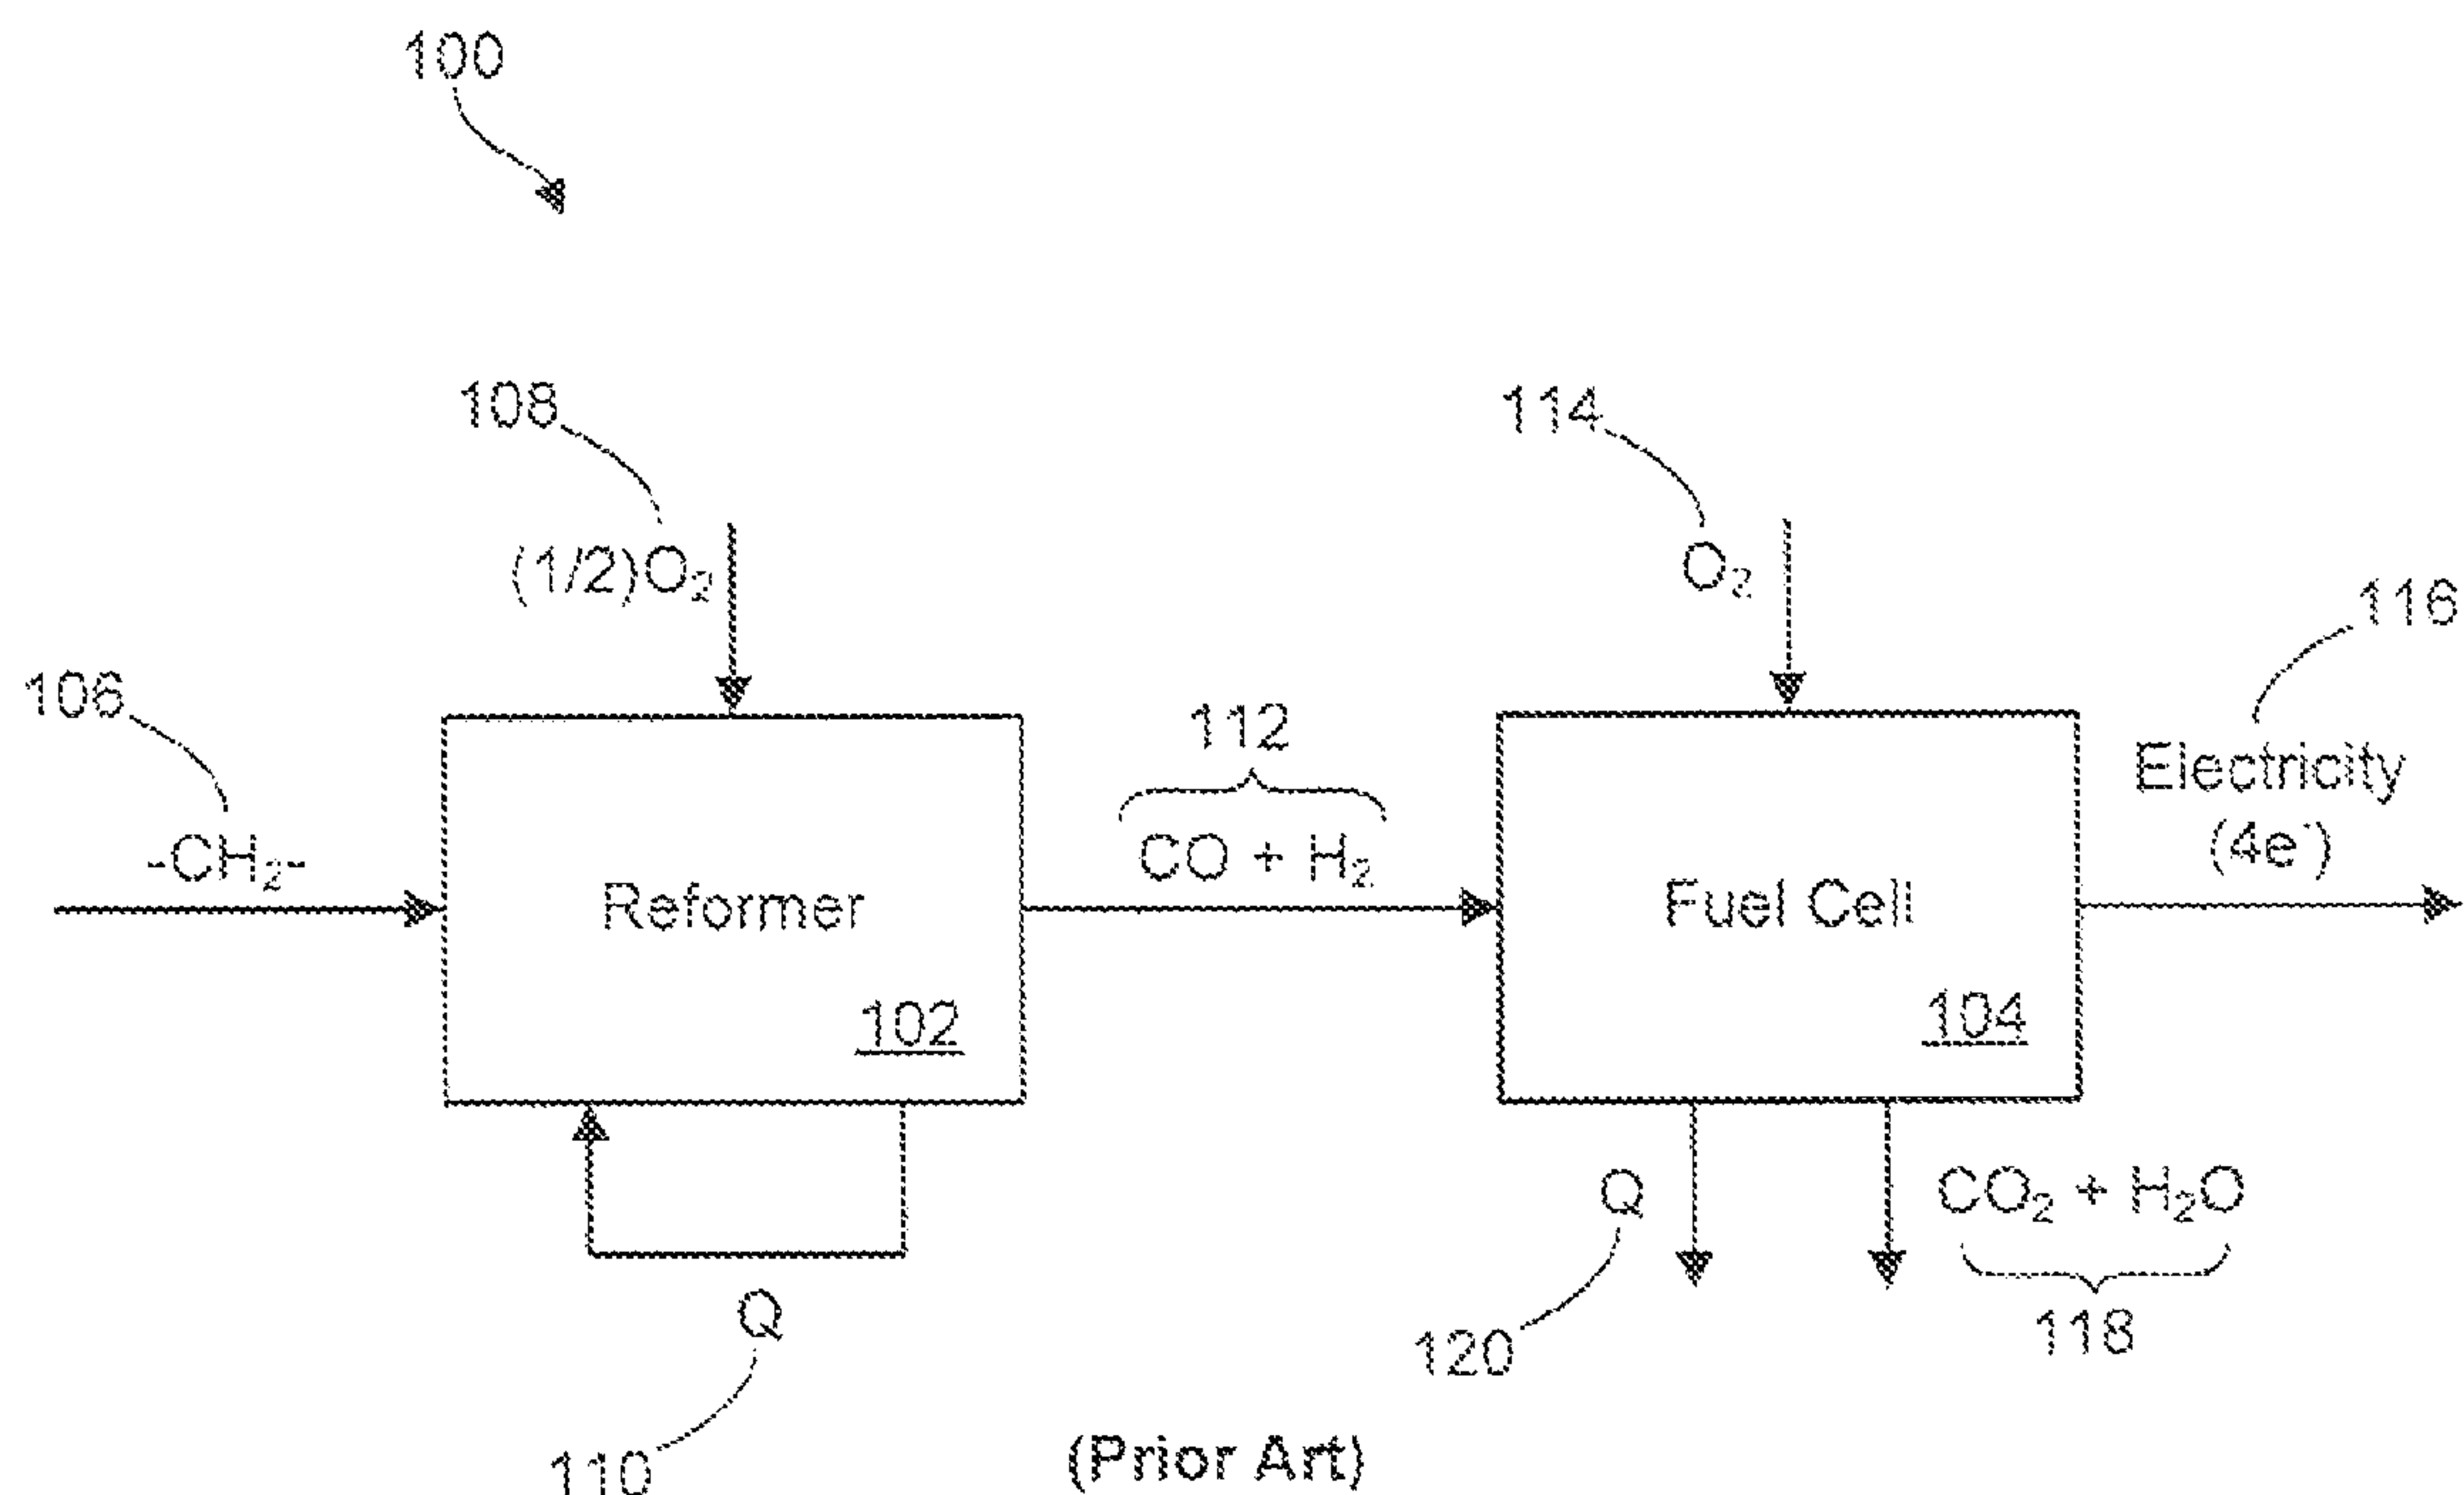 100
108
114
(1/2)O₂
O₂
116
106
112
Electricity
(4e⁻)
-CH₂-
CO + H₂
Reformer
Fuel Cell
102
104
Q
CO₂ + H₂O
Q
118
120
110
(Prior Art)